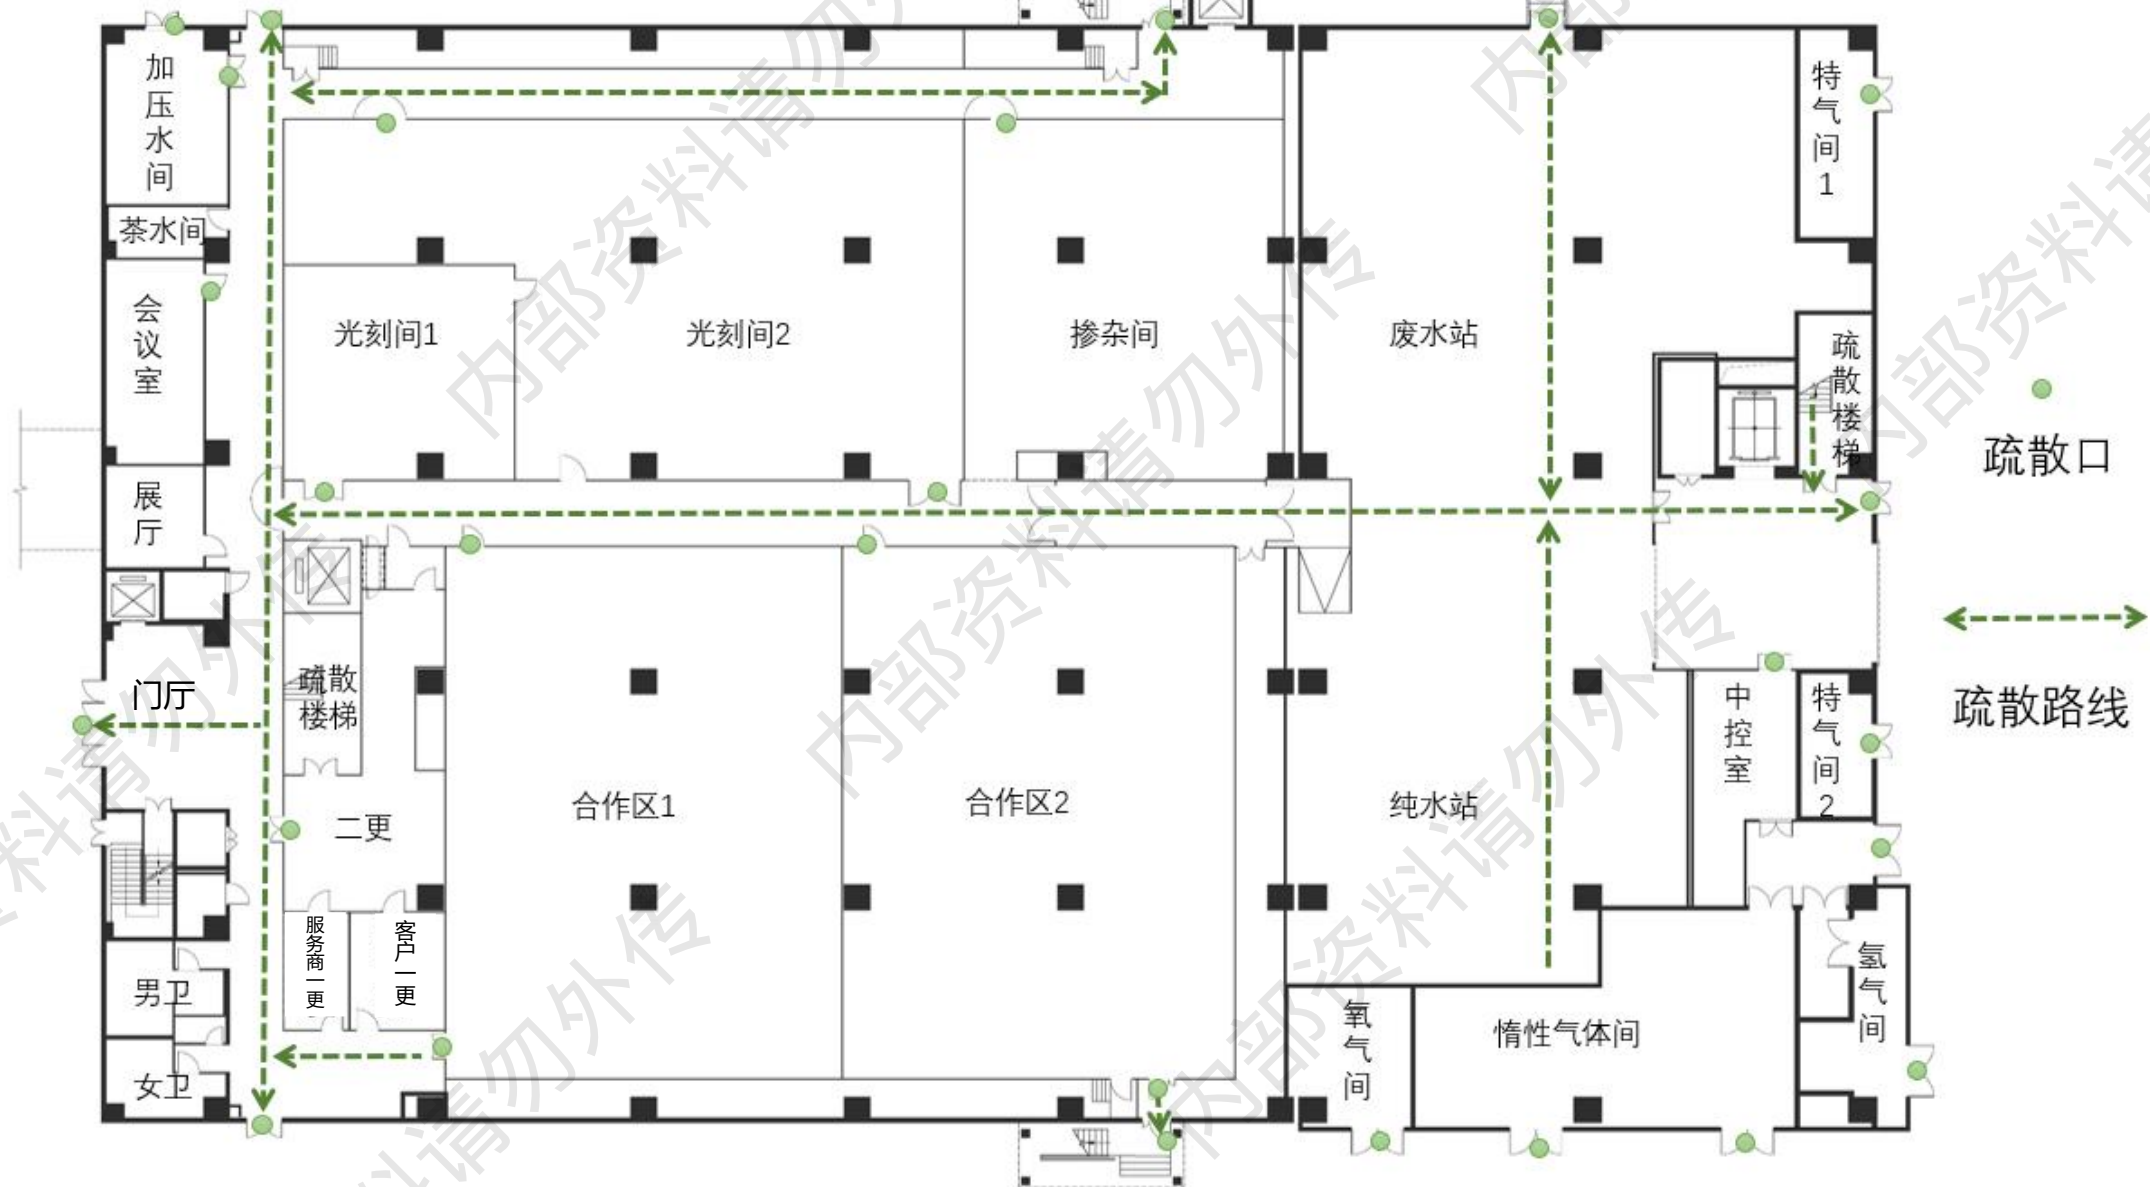 加压水间
茶水间
会议室
展厅
门厅
男卫
女卫
光刻间1
光刻间2
掺杂间
废水站
特气间1
疏散楼梯
疏散口
疏散路线
疏散
楼梯
二更
服务商一更
客户一更
合作区1
合作区2
纯水站
中控室
特气间2
氧气间
惰性气体间
氢气间
内部资料请勿外传
内部资料请勿外传
内部资料请勿外传
内部资料请勿外传